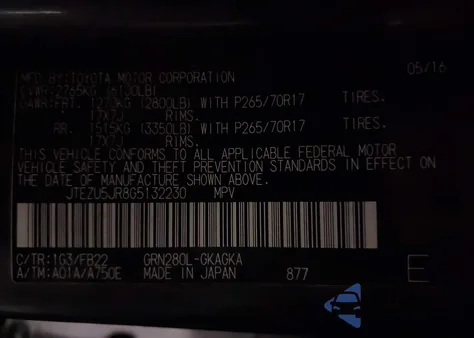 MFD.BY:TOYOTA MOTOR CORPORATION 05/16
GVWR:2765KG (6100LB)
GAWR:FRT. 1270KG (2800LB) WITH P265/70R17 TIRES.
17X7J RIMS.
RR. 1515KG (3350LB) WITH P265/70R17 TIRES.
17X7J RIMS.
THIS VEHICLE CONFORMS TO ALL APPLICABLE FEDERAL MOTOR
VEHICLE SAFETY AND THEFT PREVENTION STANDARDS IN EFFECT ON
THE DATE OF MANUFACTURE SHOWN ABOVE.
JTEZU5JR8G5132230 MPV
C/TR:1G3/FB22 GRN280L-GKAGKA
A/TM:A01A/A750E MADE IN JAPAN 877 E